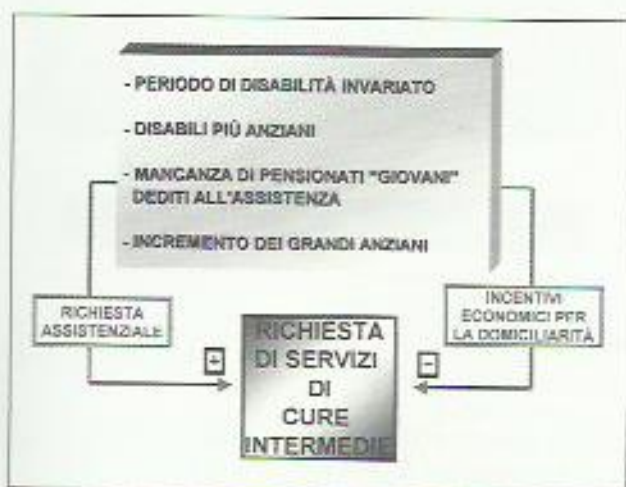 - PERIODO DI DISABILITÀ INVARIATO
- DISABILI PIÙ ANZIANI
- MANCANZA DI PENSIONATI "GIOVANI"
DEDITI ALL'ASSISTENZA
- INCREMENTO DEI GRANDI ANZIANI
RICHIESTA
ASSISTENZIALE
INCENTIVI
ECONOMICI PER
LA DOMICILIARITÀ
+
RICHIESTA
DI SERVIZI
DI
CURE
INTERMEDIE
-